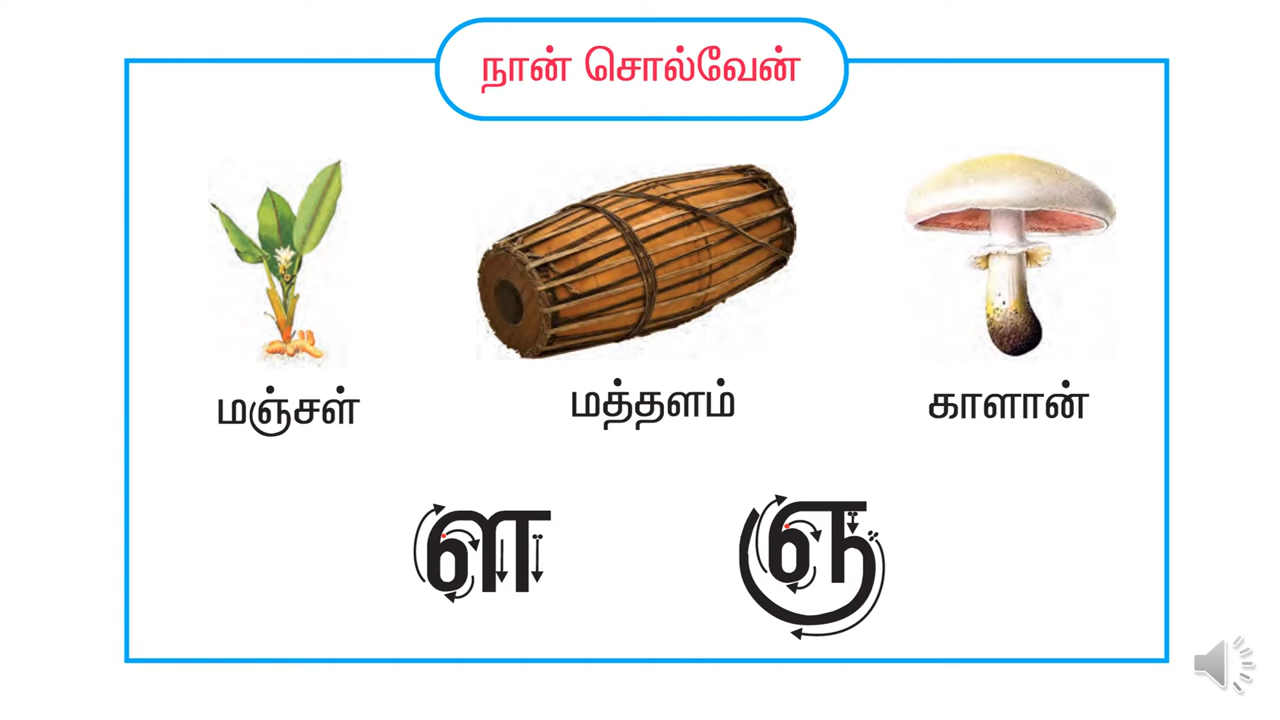 நான் சொல்வேன்
மஞ்சள்
மத்தளம்
காளான்
ள
ஞ